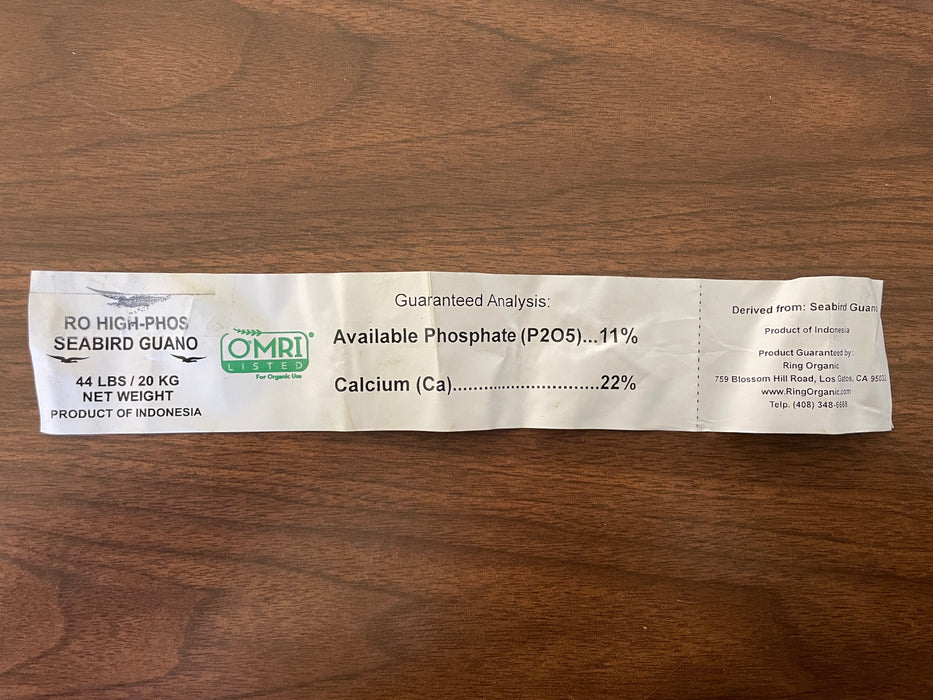 RO HIGH-PHOS
SEABIRD GUANO
44 LBS / 20 KG
NET WEIGHT
PRODUCT OF INDONESIA
OMRI®
LISTED
For Organic Use
Guaranteed Analysis:
Available Phosphate (P2O5)...11%
Calcium (Ca)..............................22%
Derived from: Seabird Guano
Product of Indonesia
Product Guaranteed by:
Ring Organic
759 Blossom Hill Road, Los Gatos, CA 95032
www.RingOrganic.com
Telp. (408) 348-6668